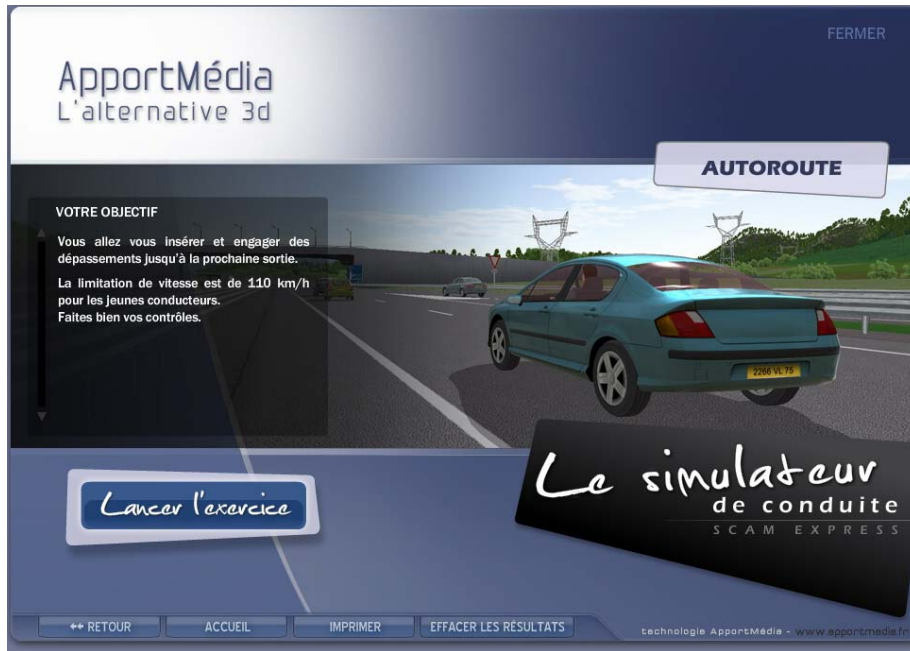 FERMER
ApportMédia
L'alternative 3d
AUTOROUTE
VOTRE OBJECTIF
Vous allez vous insérer et engager des
dépassements jusqu'à la prochaine sortie.
La limitation de vitesse est de 110 km/h
pour les jeunes conducteurs.
Faites bien vos contrôles.
2266 VL 75
Le simulateur
de conduite
SCAM EXPRESS
Lancer l'exercice
↔ RETOUR
ACCUEIL
IMPRIMER
EFFACER LES RÉSULTATS
technologie ApportMédia - www.apportmedia.fr